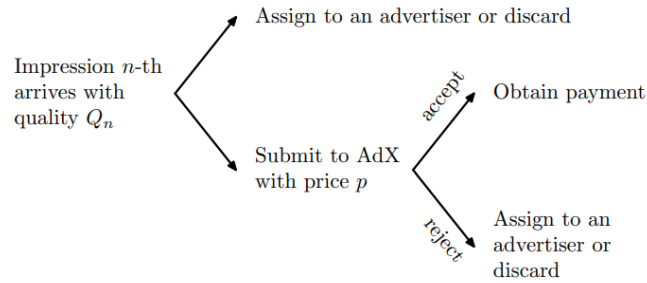 Assign to an advertiser or discard
Impression n-th
arrives with
quality Qₙ
accept
Obtain payment
Submit to AdX
with price p
reject
Assign to an
advertiser or
discard